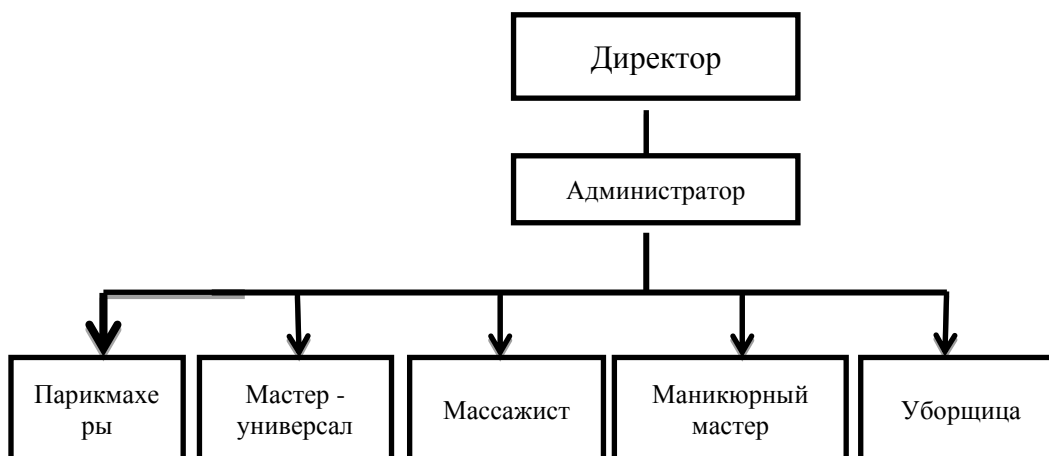 Директор
Администратор
Парикмахе
ры
Мастер -
универсал
Массажист
Маникюрный
мастер
Уборщица